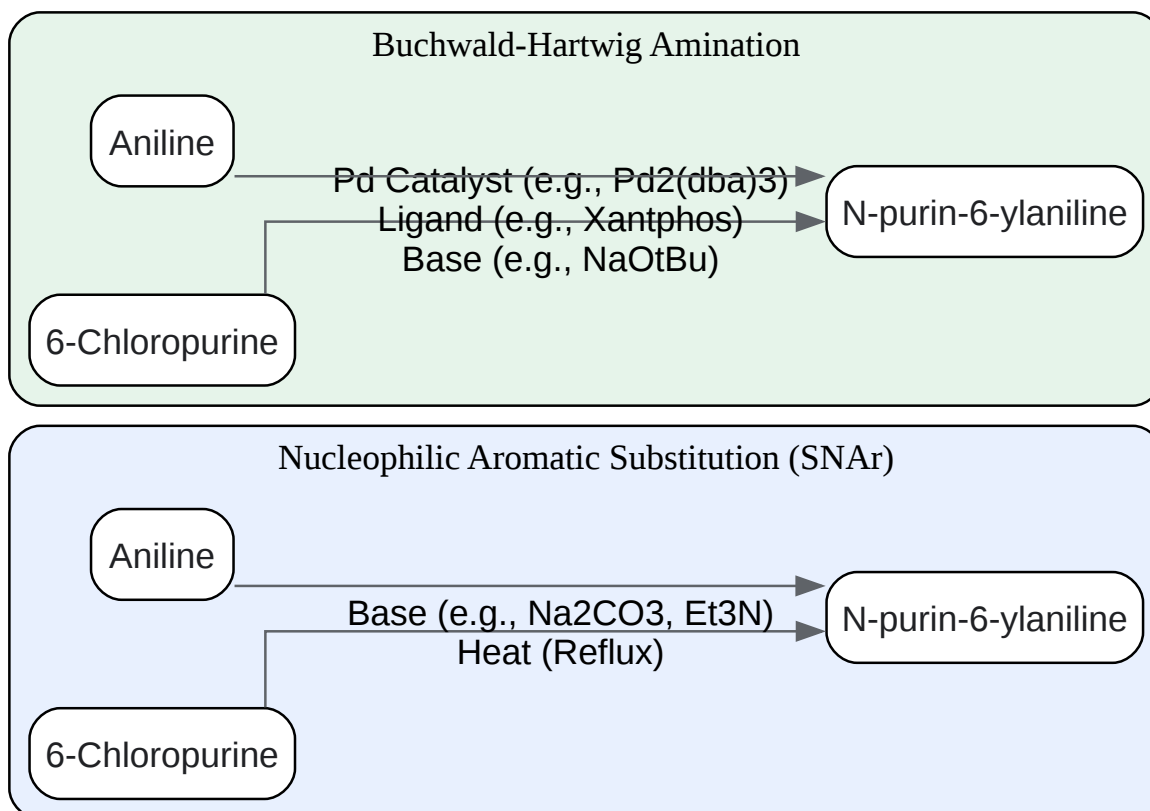 Buchwald-Hartwig Amination
Aniline
Pd Catalyst (e.g., Pd2(dba)3)
Ligand (e.g., Xantphos)
Base (e.g., NaOtBu)
N-purin-6-ylaniline
6-Chloropurine
Nucleophilic Aromatic Substitution (SNAr)
Aniline
Base (e.g., Na2CO3, Et3N)
Heat (Reflux)
N-purin-6-ylaniline
6-Chloropurine